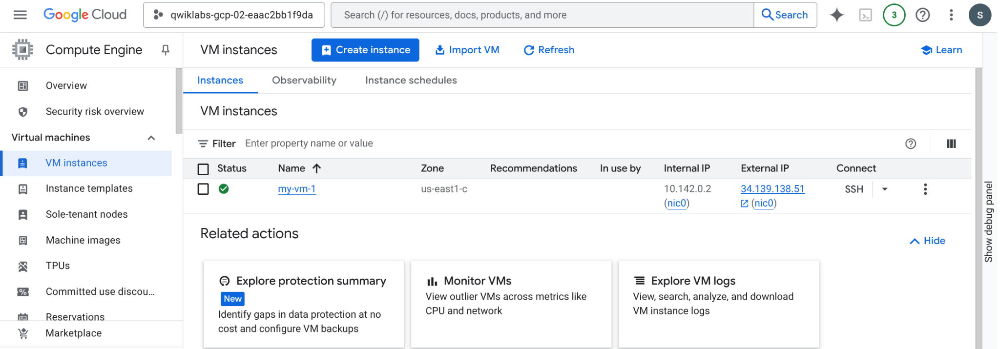 Google Cloud
qwiklabs-gcp-02-eaac2bb1f9da
Search (/) for resources, docs, products, and more
Search
3
S
Compute Engine
VM instances
Create instance
Import VM
Refresh
Learn
Overview
Security risk overview
Virtual machines
VM instances
Instance templates
Sole-tenant nodes
Machine images
TPUs
Committed use discou...
Reservations
Marketplace
Instances
Observability
Instance schedules
VM instances
Filter Enter property name or value
Status Name Zone Recommendations In use by Internal IP External IP Connect
my-vm-1 us-east1-c 10.142.0.2 34.139.138.51 SSH
(nic0) (nic0)
Related actions
Hide
Explore protection summary
New
Identify gaps in data protection at no
cost and configure VM backups
Monitor VMs
View outlier VMs across metrics like
CPU and network
Explore VM logs
View, search, analyze, and download
VM instance logs
Show debug panel